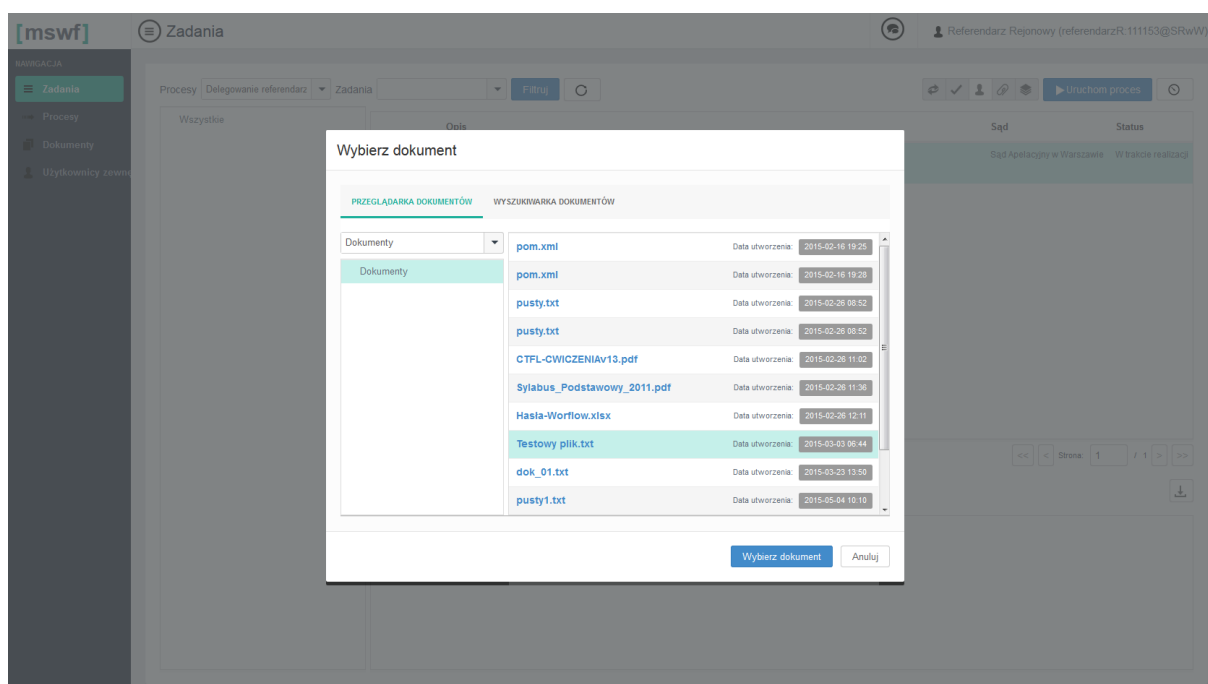 [mswf]
Zadania
Referendarz Rejonowy (referendarzR.111153@SRwW)
NAWIGACJA
Zadania
Procesy
Dokumenty
Użytkownicy zewnę
Procesy Delegowanie referendarz Zadania Filtruj Uruchom proces
Wszystkie
Opis Sąd Status
Sąd Apelacyjny w Warszawie W trakcie realizacji
Wybierz dokument
PRZEGLĄDARKA DOKUMENTÓW WYSZUKIWARKA DOKUMENTÓW
Dokumenty
Dokumenty
pom.xml Data utworzenia: 2015-02-16 19:25
pom.xml Data utworzenia: 2015-02-16 19:28
pusty.txt Data utworzenia: 2015-02-26 08:52
pusty.txt Data utworzenia: 2015-02-26 08:52
CTFL-CWICZENIAv13.pdf Data utworzenia: 2015-02-26 11:02
Sylabus_Podstawowy_2011.pdf Data utworzenia: 2015-02-26 11:36
Hasła-Worflow.xlsx Data utworzenia: 2015-02-26 12:11
Testowy plik.txt Data utworzenia: 2015-03-03 06:44
dok_01.txt Data utworzenia: 2015-03-23 13:50
pusty1.txt Data utworzenia: 2015-05-04 10:10
<< < Strona 1 / 1 > >>
Wybierz dokument Anuluj